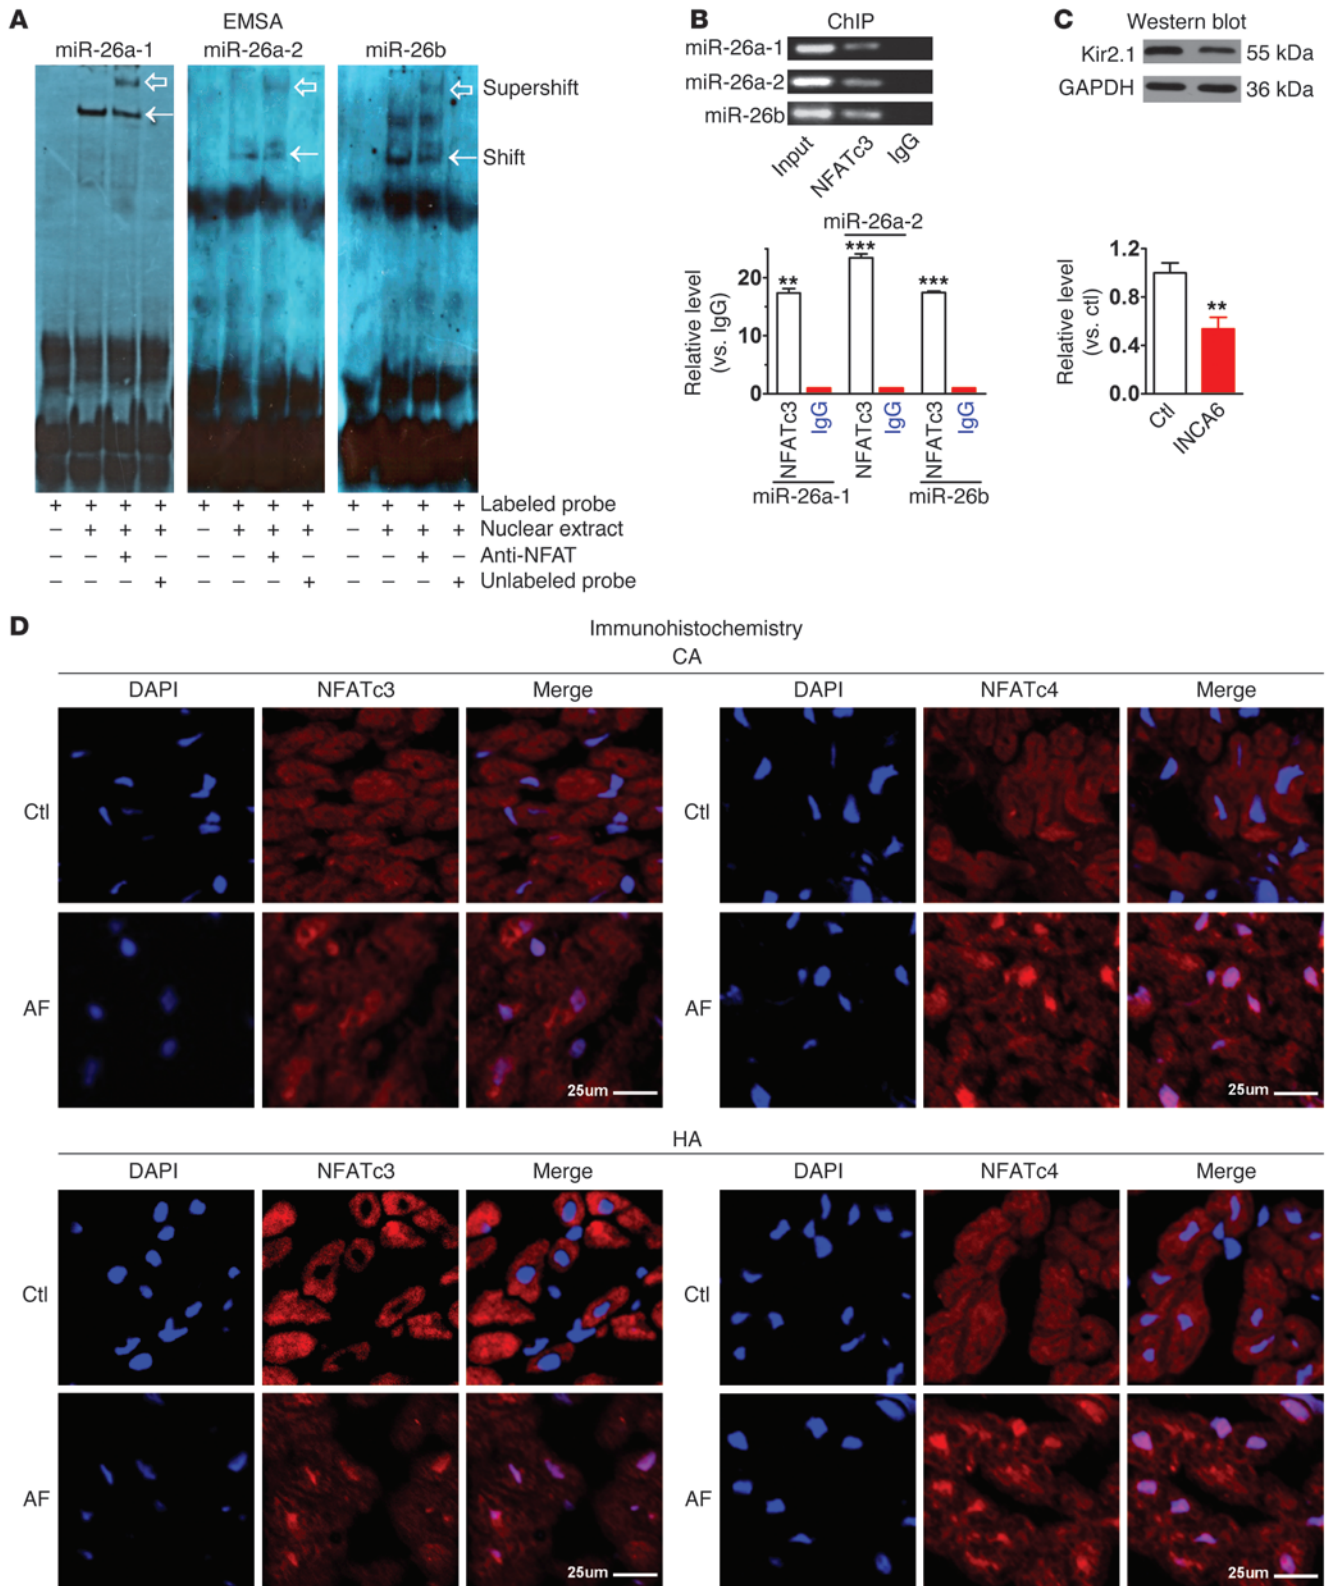 A
EMSA
miR-26a-1 miR-26a-2 miR-26b
Supershift
Shift
+ + + + + + + + + + + + Labeled probe
− + + + − + + + − + + + Nuclear extract
− − + − − − + − − − + − Anti-NFAT
− − − + − − − + − − − + Unlabeled probe
B
ChIP
miR-26a-1
miR-26a-2
miR-26b
Input NFATc3 IgG
miR-26a-2
Relative level
(vs. IgG)
20
10
0
** *** ***
NFATc3 IgG NFATc3 IgG NFATc3 IgG
miR-26a-1 miR-26b
C
Western blot
Kir2.1 55 kDa
GAPDH 36 kDa
Relative level
(vs. ctl)
1.2
0.8
0.4
0.0
**
Ctl INCA6
D
Immunohistochemistry
CA
DAPI NFATc3 Merge DAPI NFATc4 Merge
Ctl Ctl
AF AF
25um 25um
HA
DAPI NFATc3 Merge DAPI NFATc4 Merge
Ctl Ctl
AF AF
25um 25um